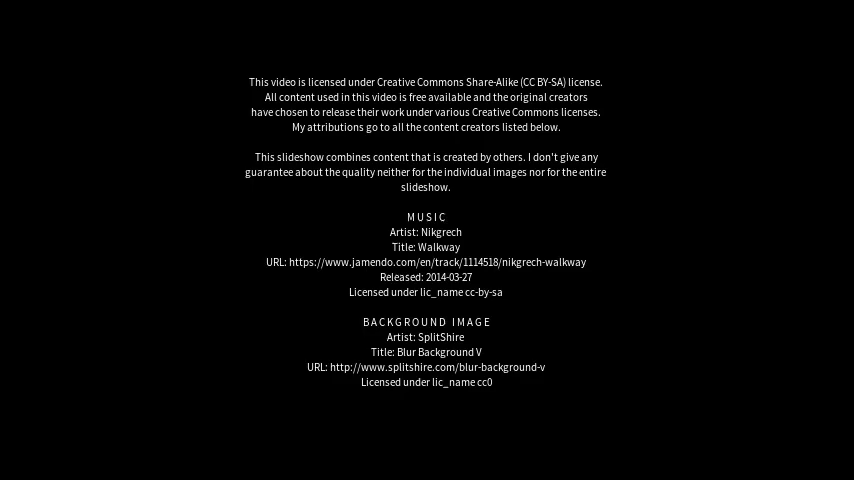 This video is licensed under Creative Commons Share-Alike (CC BY-SA) license.
All content used in this video is free available and the original creators
have chosen to release their work under various Creative Commons licenses.
My attributions go to all the content creators listed below.
This slideshow combines content that is created by others. I don't give any
guarantee about the quality neither for the individual images nor for the entire
slideshow.
MUSIC
Artist: Nikgrech
Title: Walkway
URL: https://www.jamendo.com/en/track/1114518/nikgrech-walkway
Released: 2014-03-27
Licensed under lic_name cc-by-sa
BACKGROUND IMAGE
Artist: SplitShire
Title: Blur Background V
URL: http://www.splitshire.com/blur-background-v
Licensed under lic_name cc0